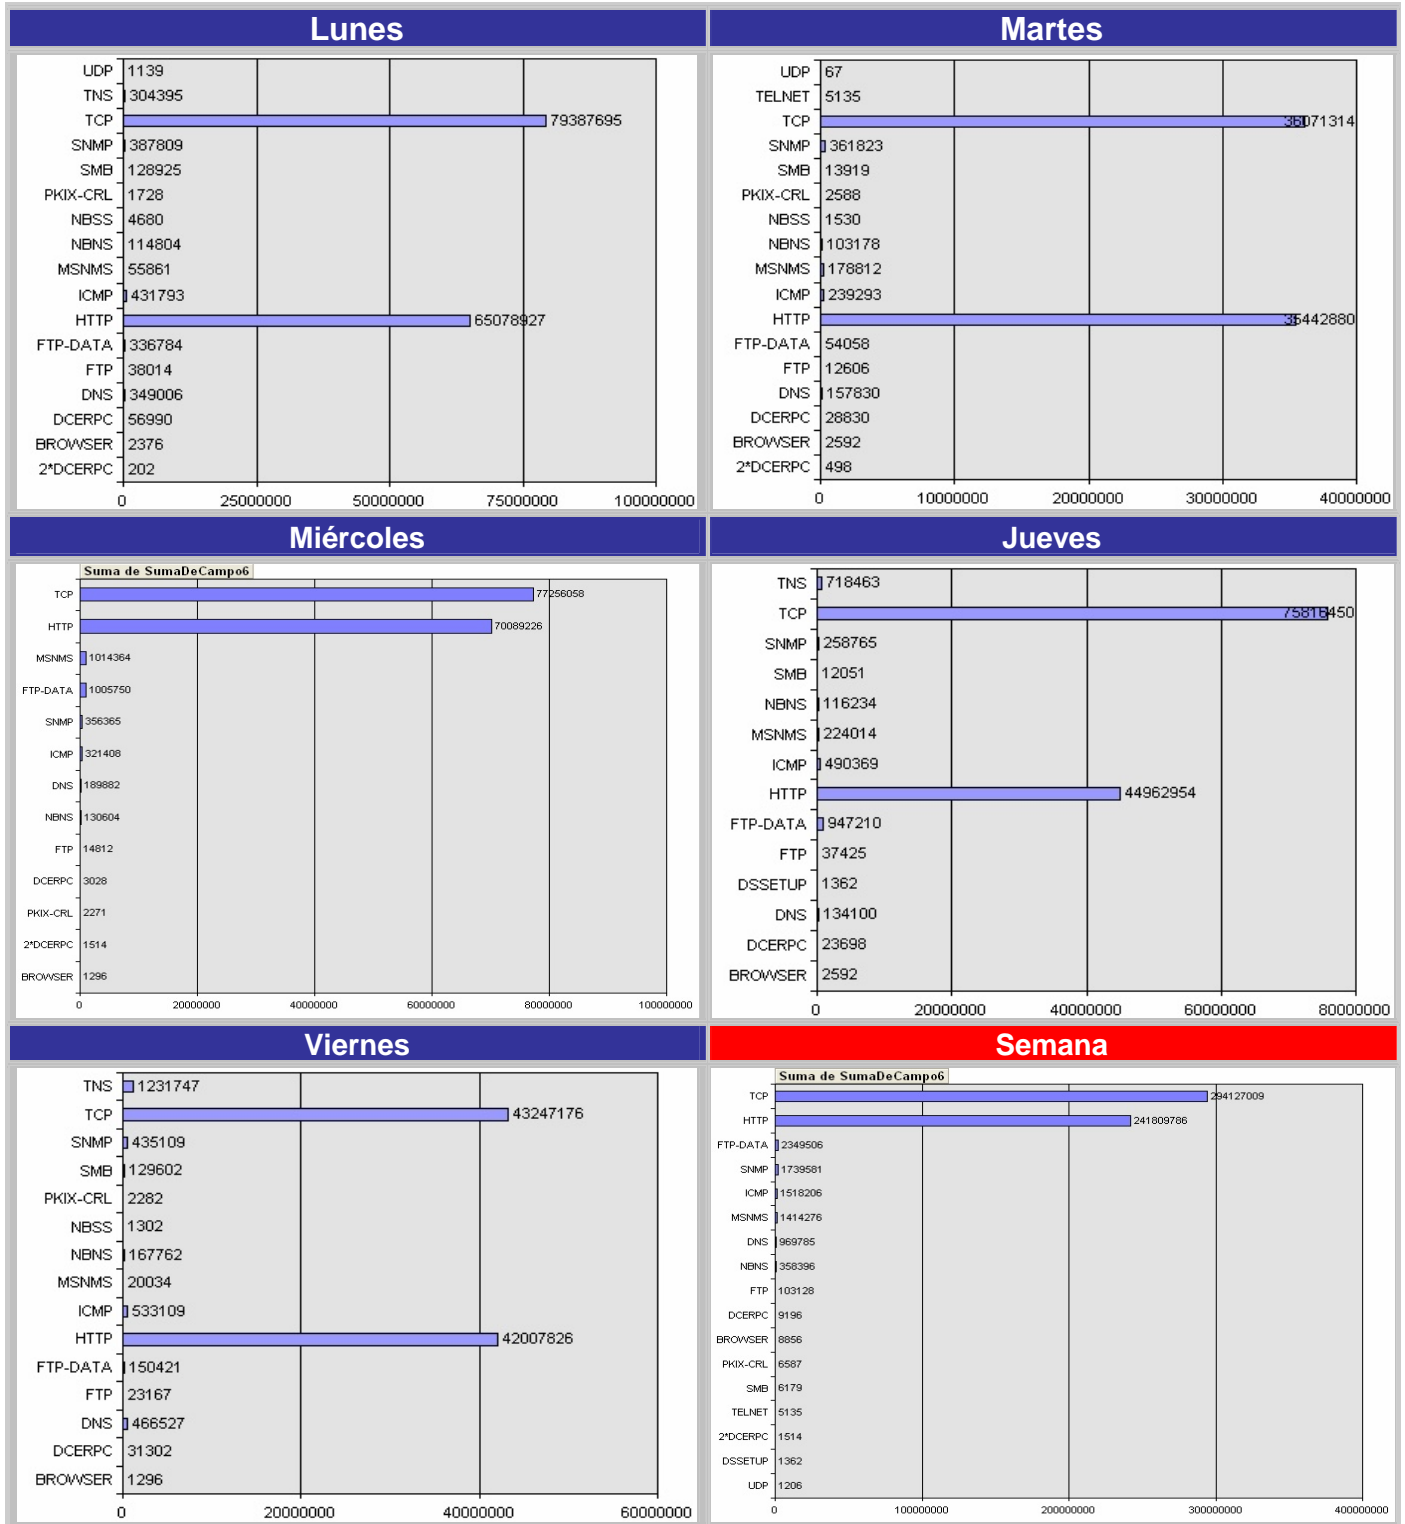 Lunes
UDP 1139
TNS 304395
TCP 79387695
SNMP 387809
SMB 128925
PKIX-CRL 1728
NBSS 4680
NBNS 114804
MSNMS 55861
ICMP 431793
HTTP 65078927
FTP-DATA 336784
FTP 38014
DNS 349006
DCERPC 56990
BROWSER 2376
2*DCERPC 202
0 25000000 50000000 75000000 100000000
Martes
UDP 67
TELNET 5135
TCP 36071314
SNMP 361823
SMB 13919
PKIX-CRL 2588
NBSS 1530
NBNS 103178
MSNMS 178812
ICMP 239293
HTTP 35442880
FTP-DATA 54058
FTP 12606
DNS 157830
DCERPC 28830
BROWSER 2592
2*DCERPC 498
0 10000000 20000000 30000000 40000000
Miércoles
Suma de SumaDeCampo6
TCP 77256058
HTTP 70089226
MSNMS 1014364
FTP-DATA 1005750
SNMP 356365
ICMP 321408
DNS 189882
NBNS 130604
FTP 14812
DCERPC 3028
PKIX-CRL 2271
2*DCERPC 1514
BROWSER 1296
0 20000000 40000000 60000000 80000000 100000000
Jueves
TNS 718463
TCP 75816450
SNMP 258765
SMB 12051
NBNS 116234
MSNMS 224014
ICMP 490369
HTTP 44962954
FTP-DATA 947210
FTP 37425
DSSETUP 1362
DNS 134100
DCERPC 23698
BROWSER 2592
0 20000000 40000000 60000000 80000000
Viernes
TNS 1231747
TCP 43247176
SNMP 435109
SMB 129602
PKIX-CRL 2282
NBSS 1302
NBNS 167762
MSNMS 20034
ICMP 533109
HTTP 42007826
FTP-DATA 150421
FTP 23167
DNS 466527
DCERPC 31302
BROWSER 1296
0 20000000 40000000 60000000
Semana
Suma de SumaDeCampo6
TCP 294127009
HTTP 241809786
FTP-DATA 2349506
SNMP 1739581
ICMP 1518206
MSNMS 1414276
DNS 969785
NBNS 358396
FTP 103128
DCERPC 9196
BROWSER 8856
PKIX-CRL 6587
SMB 6179
TELNET 5135
2*DCERPC 1514
DSSETUP 1362
UDP 1206
0 100000000 200000000 300000000 400000000